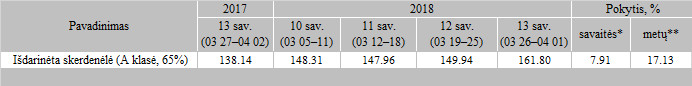 Pavadinimas 2017 2018 Pokytis, %
13 sav. (03 27–04 02) 10 sav. (03 05–11) 11 sav. (03 12–18) 12 sav. (03 19–25) 13 sav. (03 26–04 01) savaitės* metų**
Išdarinėta skerdenėlė (A klasė, 65%) 138.14 148.31 147.96 149.94 161.80 7.91 17.13